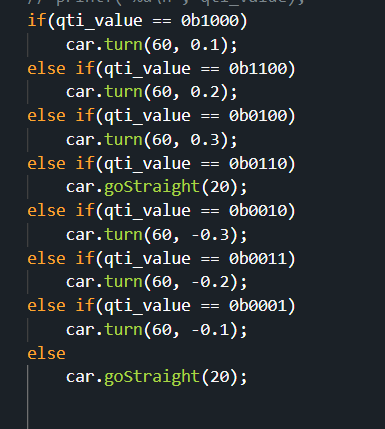 // printf("%d\n", qti_value);
if(qti_value == 0b1000)
car.turn(60, 0.1);
else if(qti_value == 0b1100)
car.turn(60, 0.2);
else if(qti_value == 0b0100)
car.turn(60, 0.3);
else if(qti_value == 0b0110)
car.goStraight(20);
else if(qti_value == 0b0010)
car.turn(60, -0.3);
else if(qti_value == 0b0011)
car.turn(60, -0.2);
else if(qti_value == 0b0001)
car.turn(60, -0.1);
else
car.goStraight(20);